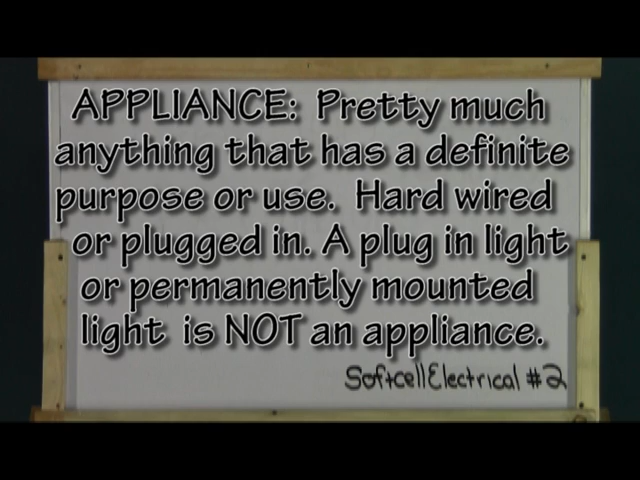 APPLIANCE: Pretty much
anything that has a definite
purpose or use. Hard wired
or plugged in. A plug in light
or permanently mounted
light is NOT an appliance.
SoftcellElectrical #2